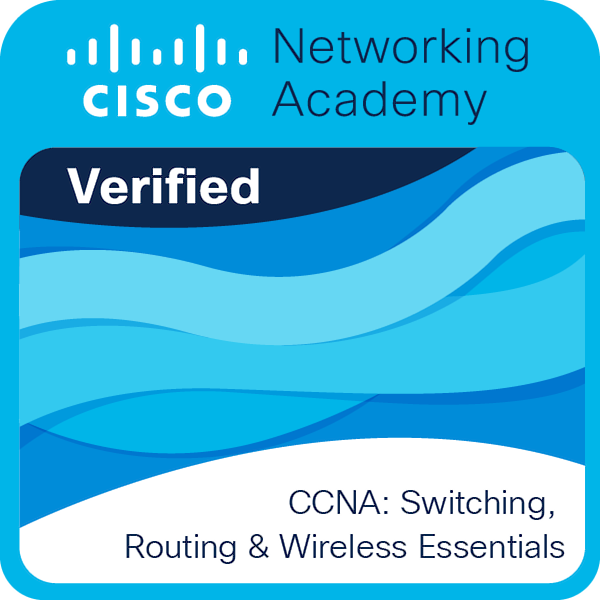 CISCO
Networking
Academy
Verified
CCNA: Switching,
Routing & Wireless Essentials